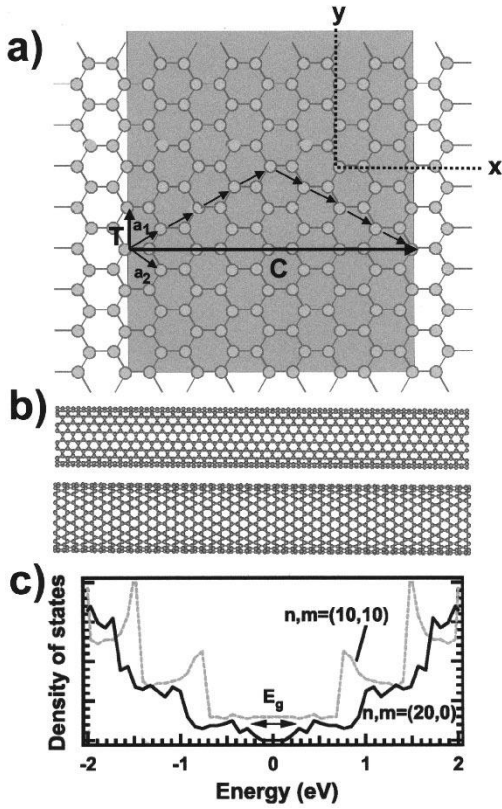 a)
y
x
T
a1
a2
C
b)
c)
Density of states
n,m=(10,10)
Eg
n,m=(20,0)
-2 -1 0 1 2
Energy (eV)